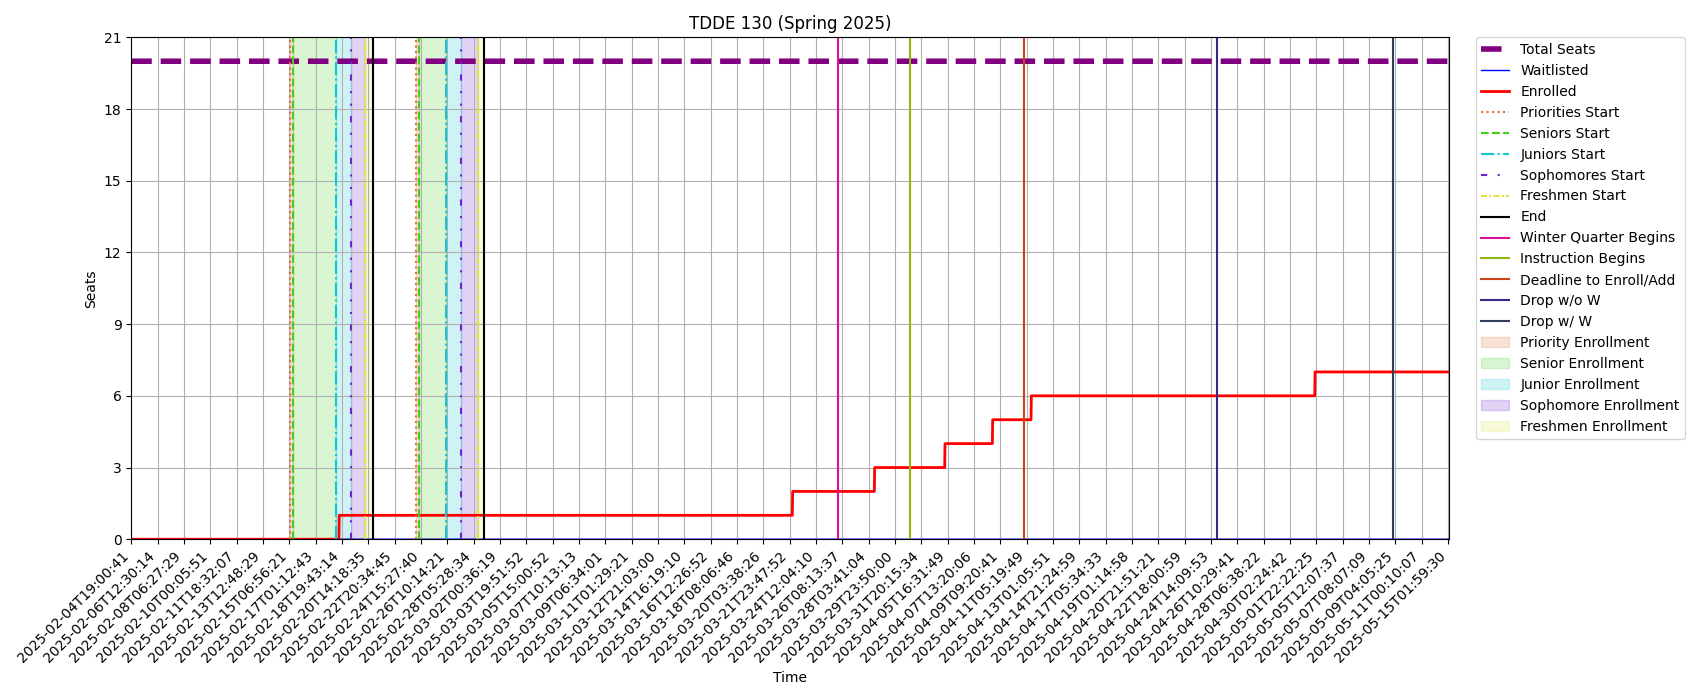 TDDE 130 (Spring 2025)
21
18
15
12
9
6
3
0
Seats
2025-02-04T19:00:41
2025-02-06T12:30:14
2025-02-08T06:27:29
2025-02-10T00:05:51
2025-02-11T18:32:07
2025-02-13T12:48:29
2025-02-15T06:56:21
2025-02-17T01:12:43
2025-02-18T19:43:14
2025-02-20T14:18:35
2025-02-22T20:34:45
2025-02-24T15:27:40
2025-02-26T10:14:21
2025-02-28T05:28:34
2025-03-02T00:36:19
2025-03-03T19:51:52
2025-03-05T15:00:52
2025-03-07T10:13:13
2025-03-09T06:34:01
2025-03-11T01:29:21
2025-03-12T21:03:00
2025-03-14T16:19:10
2025-03-16T12:26:52
2025-03-18T08:06:46
2025-03-20T03:38:26
2025-03-21T23:47:52
2025-03-24T12:04:10
2025-03-26T08:13:37
2025-03-28T03:41:04
2025-03-29T23:50:00
2025-03-31T20:15:34
2025-04-05T16:31:49
2025-04-07T13:20:06
2025-04-09T09:20:41
2025-04-11T05:19:49
2025-04-13T01:05:51
2025-04-14T21:24:59
2025-04-17T05:34:33
2025-04-19T01:14:58
2025-04-20T21:51:21
2025-04-22T18:00:59
2025-04-24T14:09:53
2025-04-26T10:29:41
2025-04-28T06:38:22
2025-04-30T02:24:42
2025-05-01T22:22:25
2025-05-05T12:07:37
2025-05-07T08:07:09
2025-05-09T04:05:25
2025-05-11T00:10:07
2025-05-15T01:59:30
Time
Total Seats
Waitlisted
Enrolled
Priorities Start
Seniors Start
Juniors Start
Sophomores Start
Freshmen Start
End
Winter Quarter Begins
Instruction Begins
Deadline to Enroll/Add
Drop w/o W
Drop w/ W
Priority Enrollment
Senior Enrollment
Junior Enrollment
Sophomore Enrollment
Freshmen Enrollment